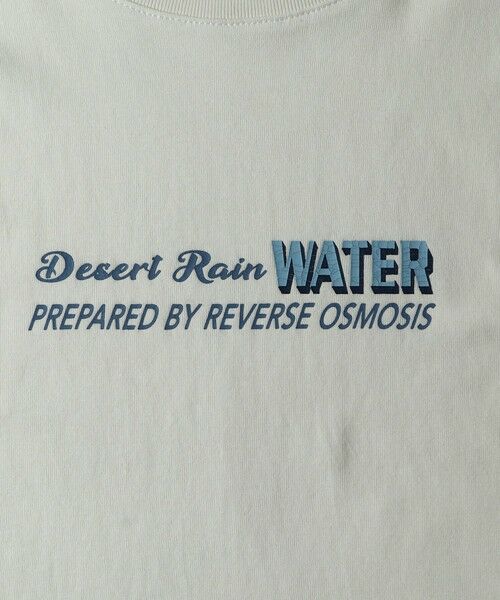 Desert Rain WATER
PREPARED BY REVERSE OSMOSIS